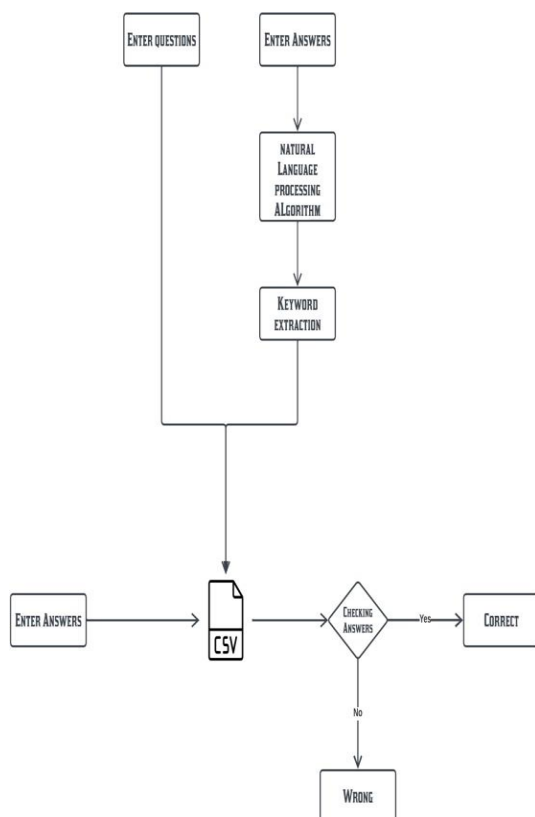 Enter questions
Enter Answers
natural
Language
processing
ALgorithm
Keyword
extraction
Enter Answers
CSV
Checking
Answers
Yes
Correct
No
Wrong